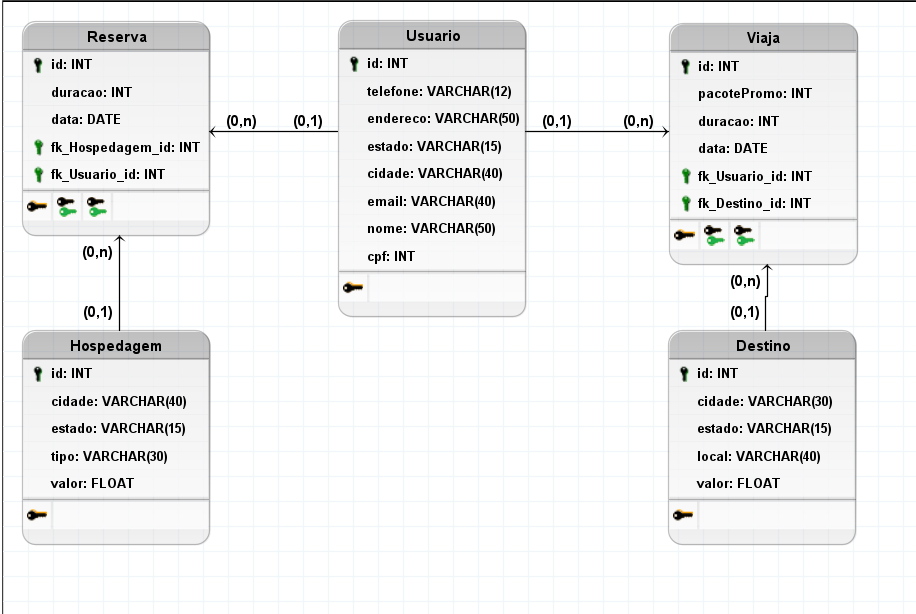 Reserva
id: INT
duracao: INT
data: DATE
fk_Hospedagem_id: INT
fk_Usuario_id: INT
(0,n)
(0,1)
Usuario
id: INT
telefone: VARCHAR(12)
endereco: VARCHAR(50)
estado: VARCHAR(15)
cidade: VARCHAR(40)
email: VARCHAR(40)
nome: VARCHAR(50)
cpf: INT
(0,1)
(0,n)
Viaja
id: INT
pacotePromo: INT
duracao: INT
data: DATE
fk_Usuario_id: INT
fk_Destino_id: INT
(0,n)
(0,1)
Hospedagem
id: INT
cidade: VARCHAR(40)
estado: VARCHAR(15)
tipo: VARCHAR(30)
valor: FLOAT
(0,n)
(0,1)
Destino
id: INT
cidade: VARCHAR(30)
estado: VARCHAR(15)
local: VARCHAR(40)
valor: FLOAT